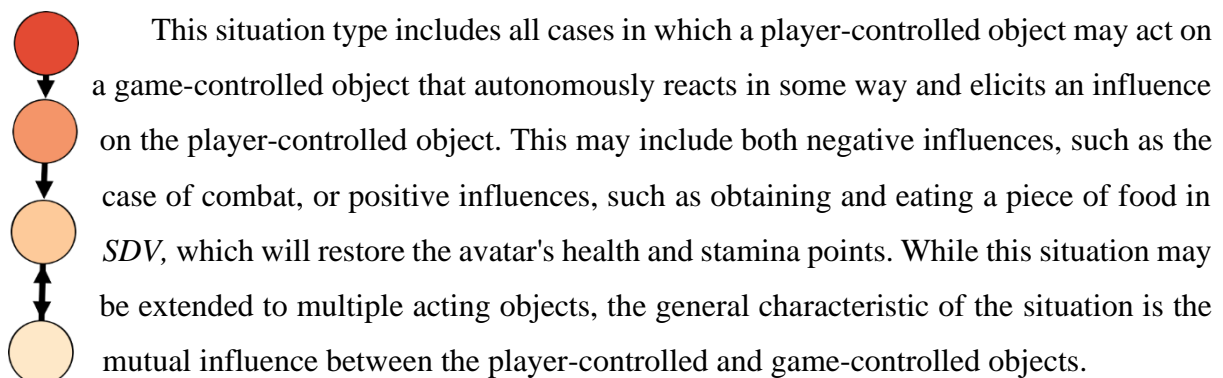 This situation type includes all cases in which a player-controlled object may act on
a game-controlled object that autonomously reacts in some way and elicits an influence
on the player-controlled object. This may include both negative influences, such as the
case of combat, or positive influences, such as obtaining and eating a piece of food in
SDV, which will restore the avatar's health and stamina points. While this situation may
be extended to multiple acting objects, the general characteristic of the situation is the
mutual influence between the player-controlled and game-controlled objects.